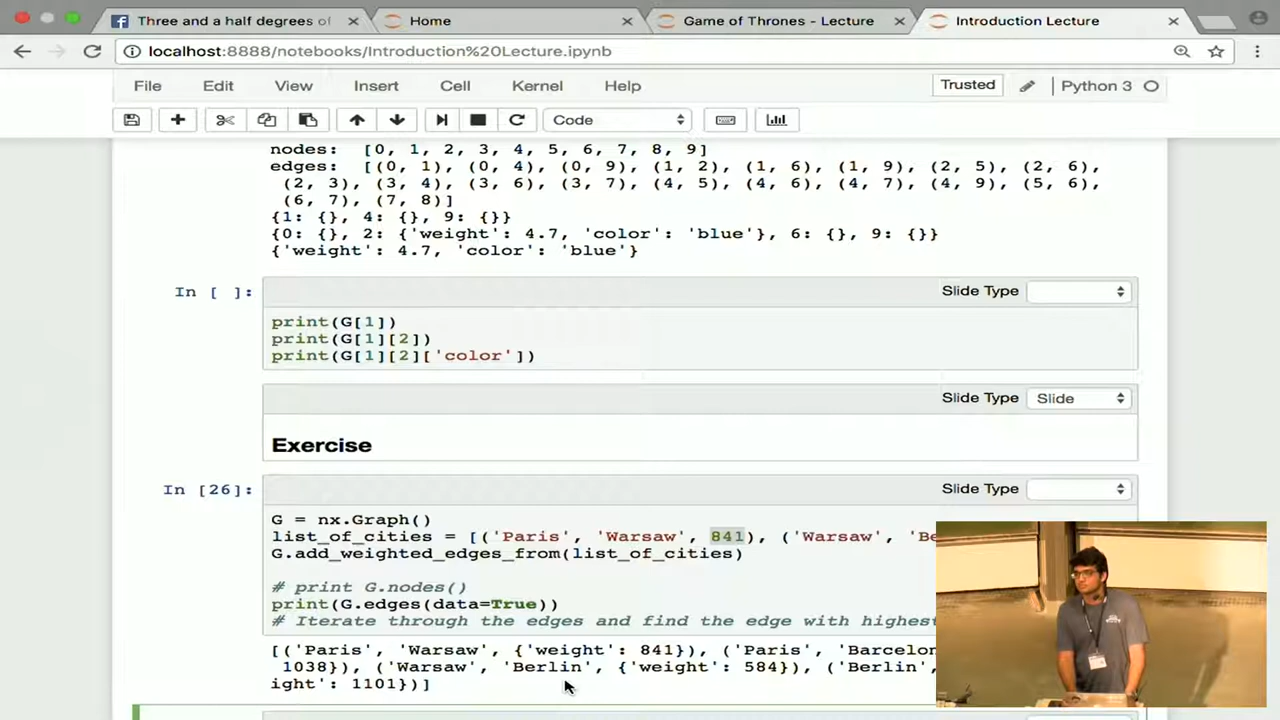 Three and a half degrees of
Home
Game of Thrones - Lecture
Introduction Lecture
localhost:8888/notebooks/Introduction%20Lecture.ipynb
File Edit View Insert Cell Kernel Help Trusted Python 3
Code
nodes: [0, 1, 2, 3, 4, 5, 6, 7, 8, 9]
edges: [(0, 1), (0, 4), (0, 9), (1, 2), (1, 6), (1, 9), (2, 5), (2, 6),
(2, 3), (3, 4), (3, 6), (3, 7), (4, 5), (4, 6), (4, 7), (4, 9), (5, 6),
(6, 7), (7, 8)]
{1: {}, 4: {}, 9: {}}
{0: {}, 2: {'weight': 4.7, 'color': 'blue'}, 6: {}, 9: {}}
{'weight': 4.7, 'color': 'blue'}
In [ ]:
Slide Type
print(G[1])
print(G[1][2])
print(G[1][2]['color'])
Slide Type Slide
Exercise
In [26]:
Slide Type
G = nx.Graph()
list_of_cities = [('Paris', 'Warsaw', 841), ('Warsaw', 'Be
G.add_weighted_edges_from(list_of_cities)
# print G.nodes()
print(G.edges(data=True))
# Iterate through the edges and find the edge with highest
[('Paris', 'Warsaw', {'weight': 841}), ('Paris', 'Barcelon
1038}), ('Warsaw', 'Berlin', {'weight': 584}), ('Berlin',
ight': 1101})]